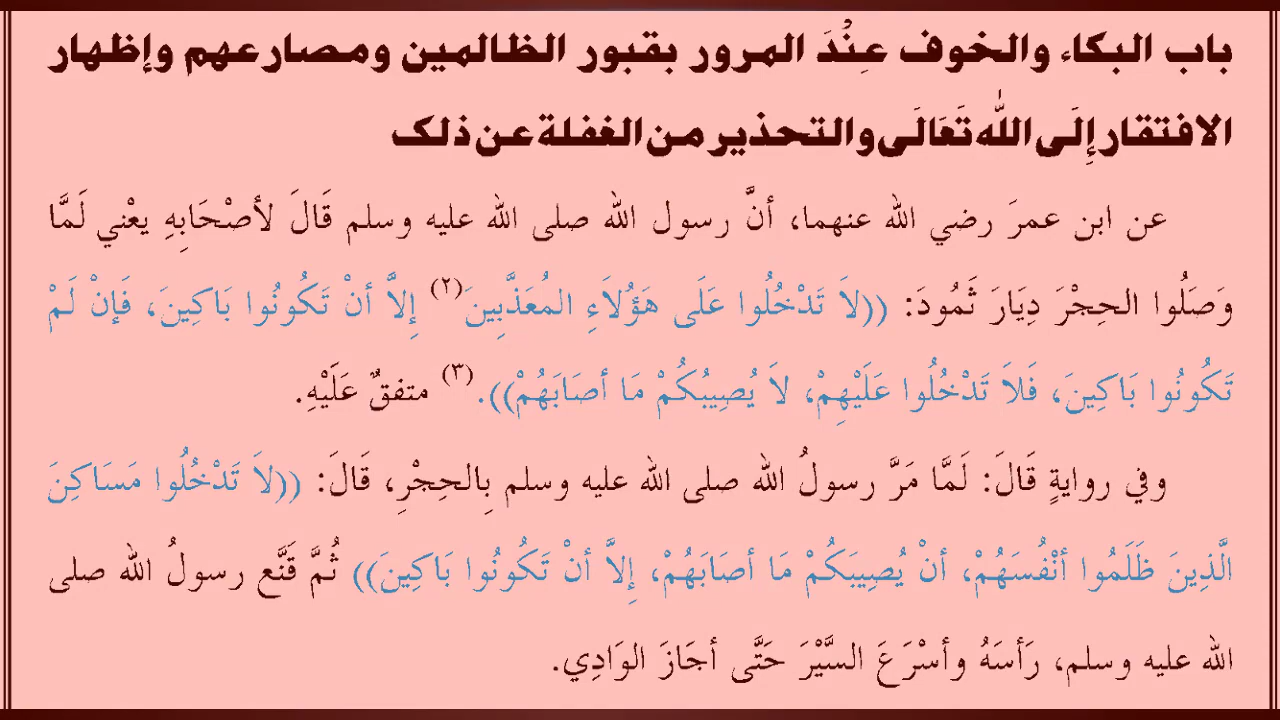 باب البكاء والخوف عِنْدَ المرور بقبور الظالمين ومصارعهم وإظهار
الافتقار إِلَى الله تَعَالَى والتحذير من الغفلة عن ذلك
عن ابن عمرَ رضي الله عنهما، أنَّ رسول الله صلى الله عليه وسلم قَالَ لأصْحَابِهِ يعْني لَمَّا
وَصَلُوا الحِجْرَ دِيَارَ ثَمُودَ: ((لاَ تَدْخُلُوا عَلَى هَؤُلاَءِ المُعَذَّبِينَ(٢) إِلاَّ أنْ تَكُونُوا بَاكِينَ، فَإنْ لَمْ
تَكُونُوا بَاكِينَ، فَلاَ تَدْخُلُوا عَلَيْهِمْ، لاَ يُصِيبُكُمْ مَا أصَابَهُمْ)).(٣) متفقٌ عَلَيْهِ.
وفي روايةٍ قَالَ: لَمَّا مَرَّ رسولُ الله صلى الله عليه وسلم بِالحِجْرِ، قَالَ: ((لاَ تَدْخُلُوا مَسَاكِنَ
الَّذِينَ ظَلَمُوا أنْفُسَهُمْ، أنْ يُصِيبَكُمْ مَا أصَابَهُمْ، إِلاَّ أنْ تَكُونُوا بَاكِينَ)) ثُمَّ قَنَّع رسولُ الله صلى
الله عليه وسلم، رَأسَهُ وأسْرَعَ السَّيْرَ حَتَّى أجَازَ الوَادِي.